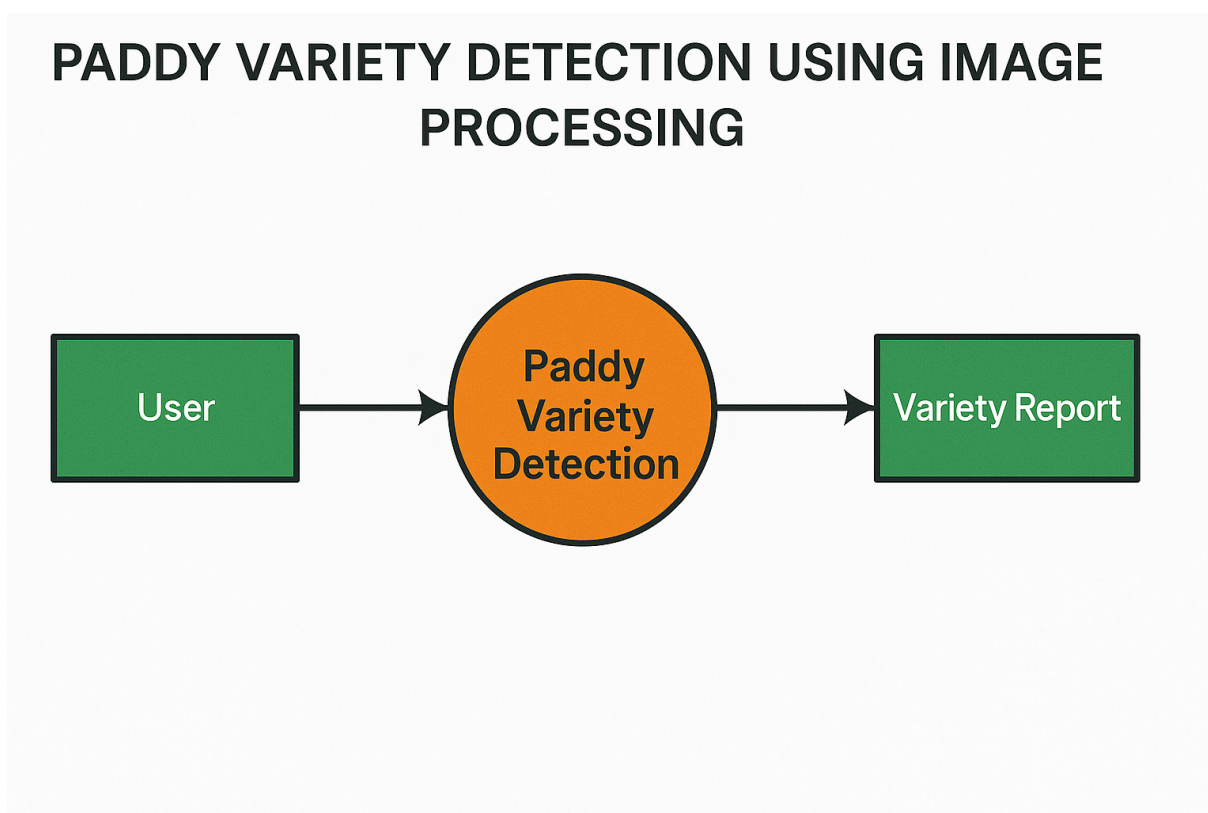 PADDY VARIETY DETECTION USING IMAGE
PROCESSING
User
Paddy
Variety
Detection
Variety Report